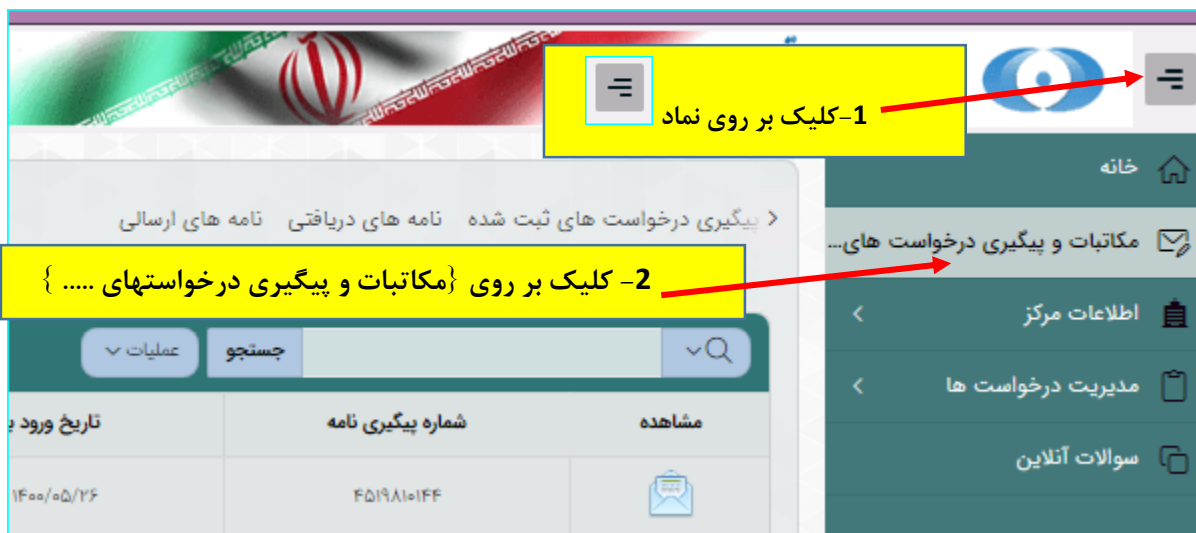 1-کلیک بر روی نماد
خانه
مکاتبات و پیگیری درخواست های...
اطلاعات مرکز
مدیریت درخواست ها
سوالات آنلاین
پیگیری درخواست های ثبت شده نامه های دریافتی نامه های ارسالی
2- کلیک بر روی {مکاتبات و پیگیری درخواستهای ..... }
جستجو عملیات
مشاهده شماره پیگیری نامه تاریخ ورود
۴۵۱۹۸۱۰۱۴۴ ۱۴۰۰/۰۵/۲۶